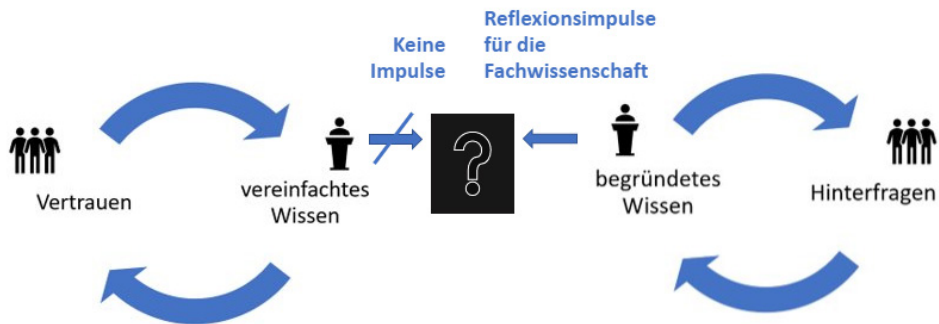 Keine
Impulse
Reflexionsimpulse
für die
Fachwissenschaft
Vertrauen
vereinfachtes
Wissen
?
begründetes
Wissen
Hinterfragen